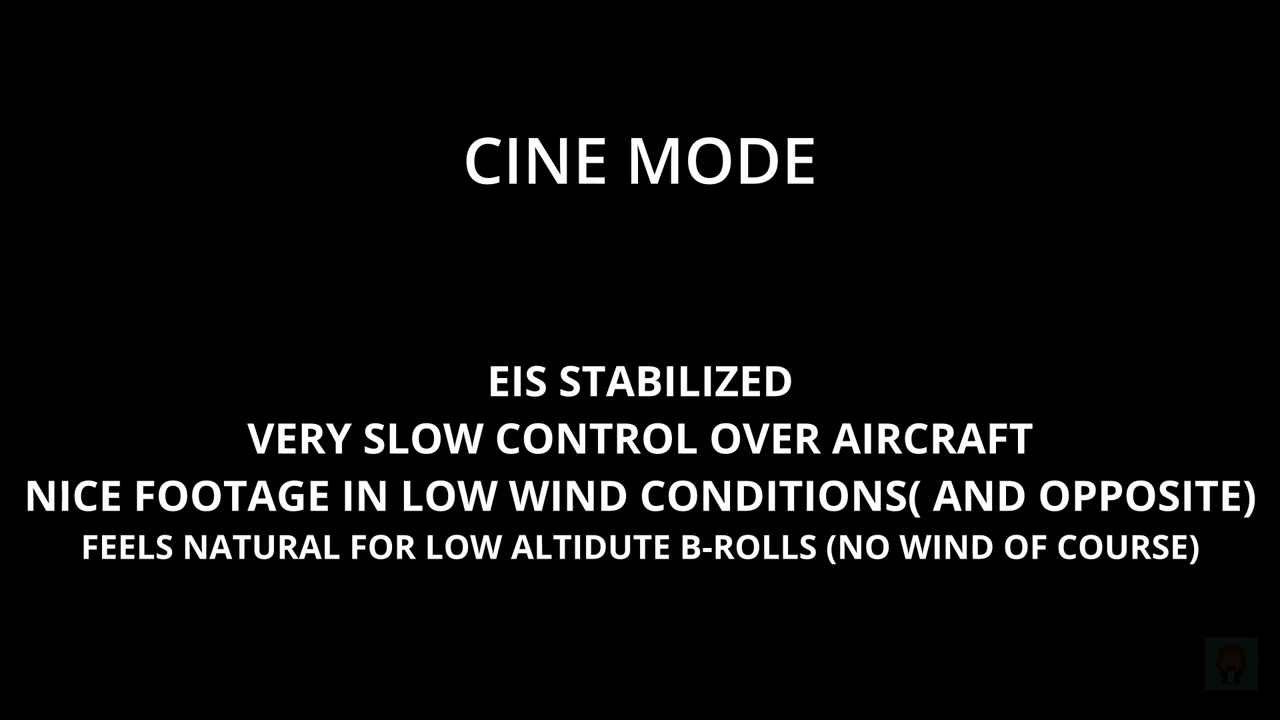 CINE MODE
EIS STABILIZED
VERY SLOW CONTROL OVER AIRCRAFT
NICE FOOTAGE IN LOW WIND CONDITIONS( AND OPPOSITE)
FEELS NATURAL FOR LOW ALTIDUTE B-ROLLS (NO WIND OF COURSE)